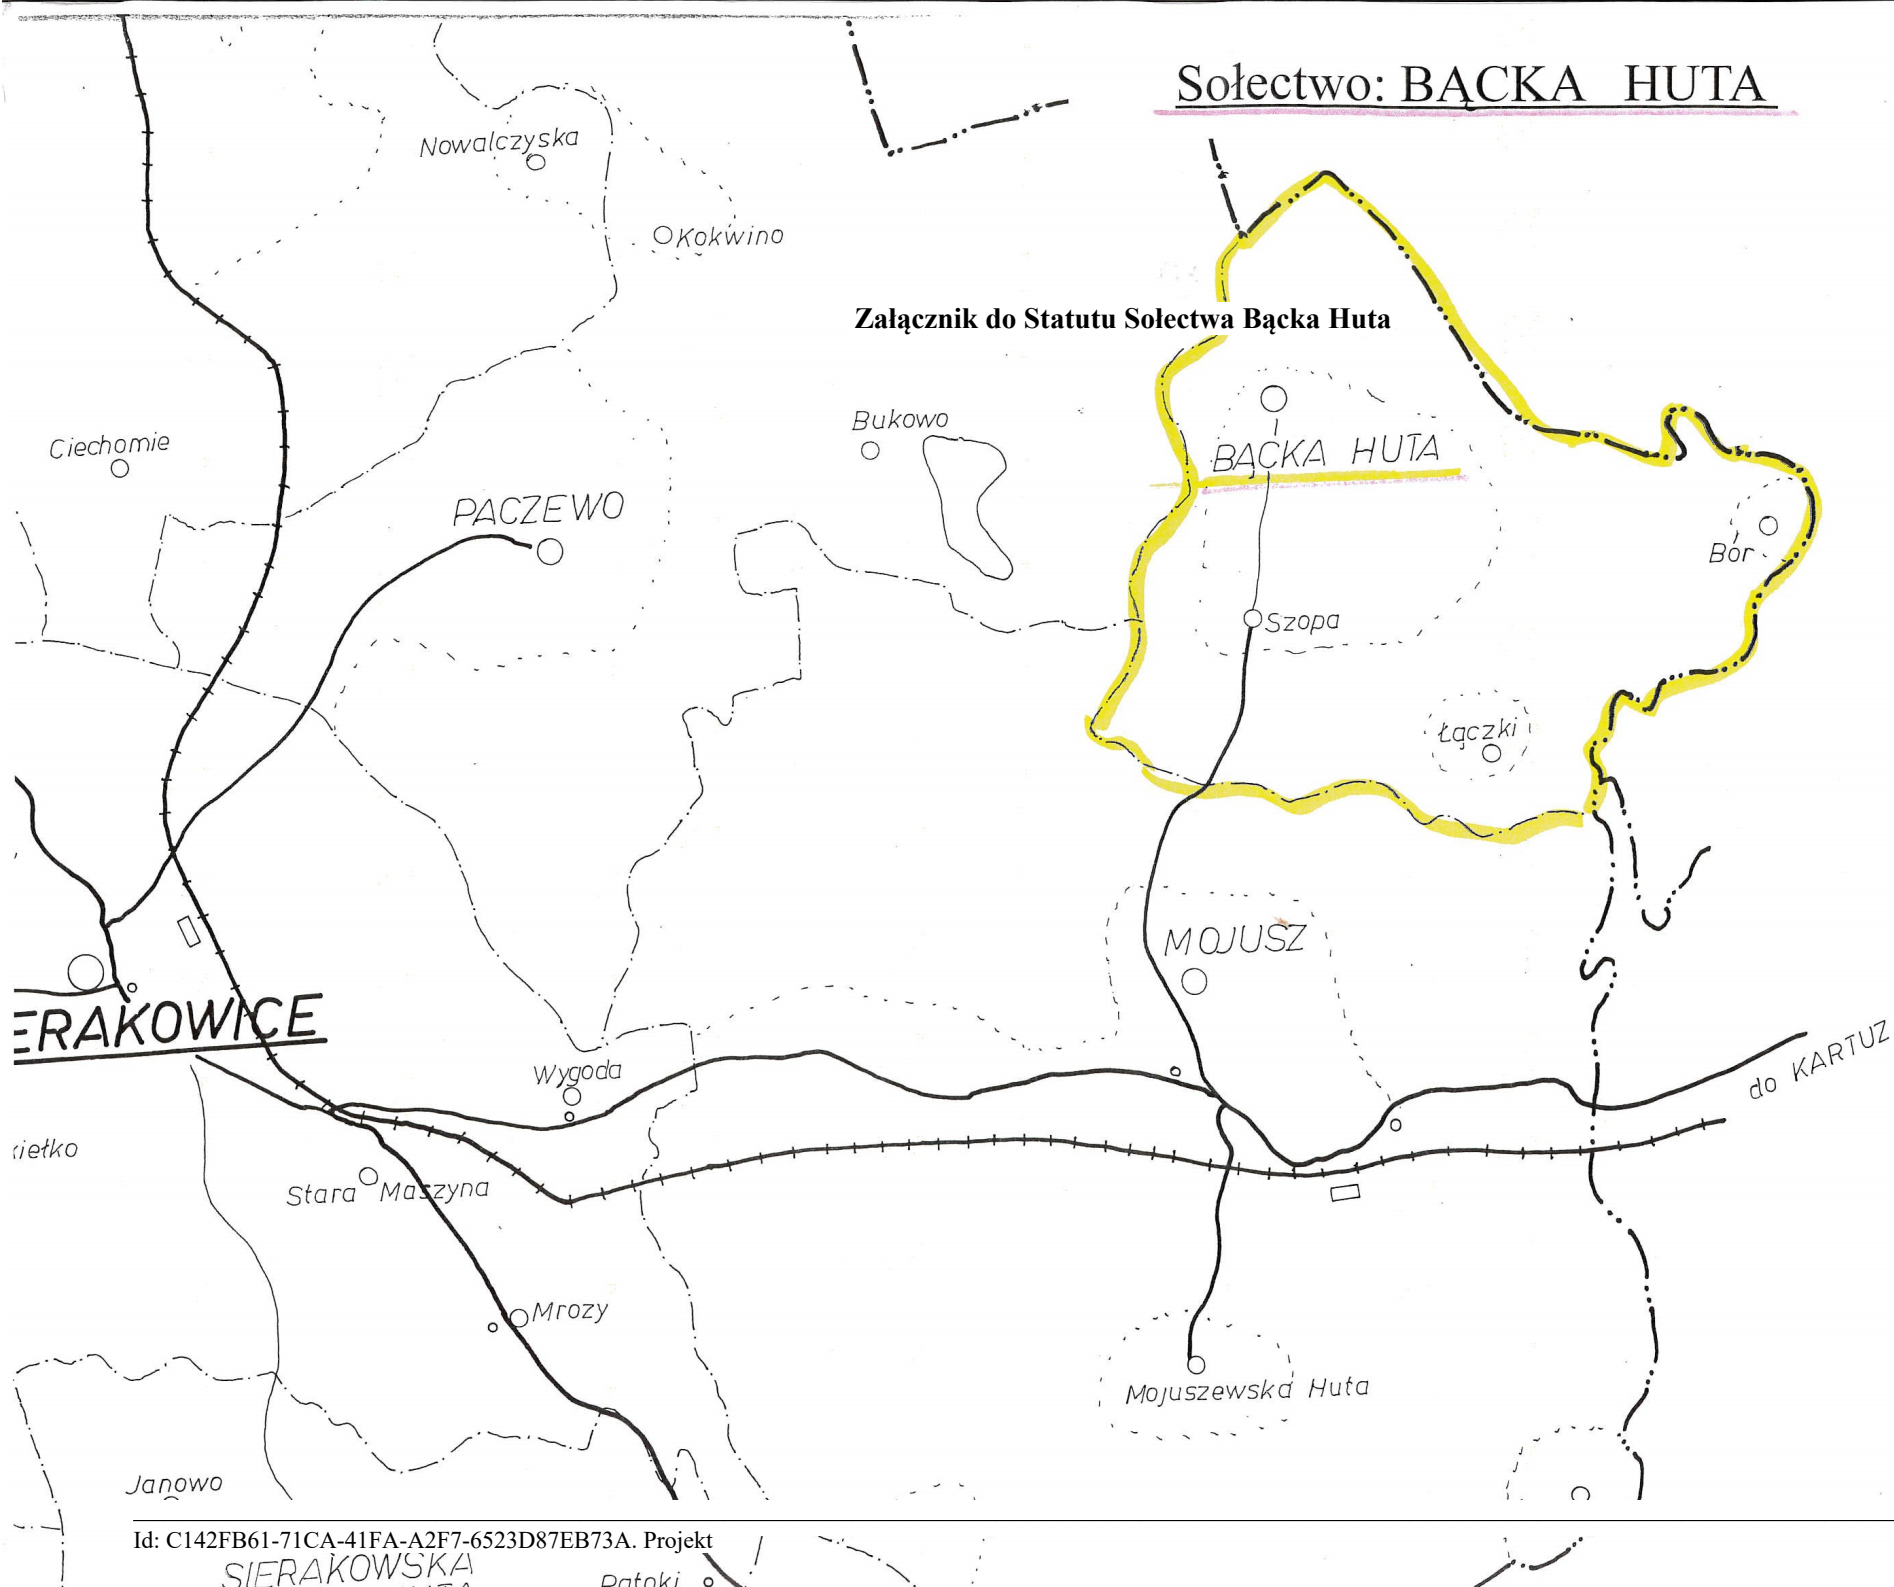 Sołectwo: BĄCKA HUTA
Nowalczyska
Kokwino
Załącznik do Statutu Sołectwa Bącka Huta
Bukowo
Ciechomie
BĄCKA HUTA
PACZEWO
Bór
Szopa
Łączki
MOJUSZ
ERAKOWICE
do KARTUZ
Wygoda
kiełko
Stara Maszyna
Mrozy
Mojuszewska Huta
Janowo
Id: C142FB61-71CA-41FA-A2F7-6523D87EB73A. Projekt
SIERAKOWSKA
Patoki